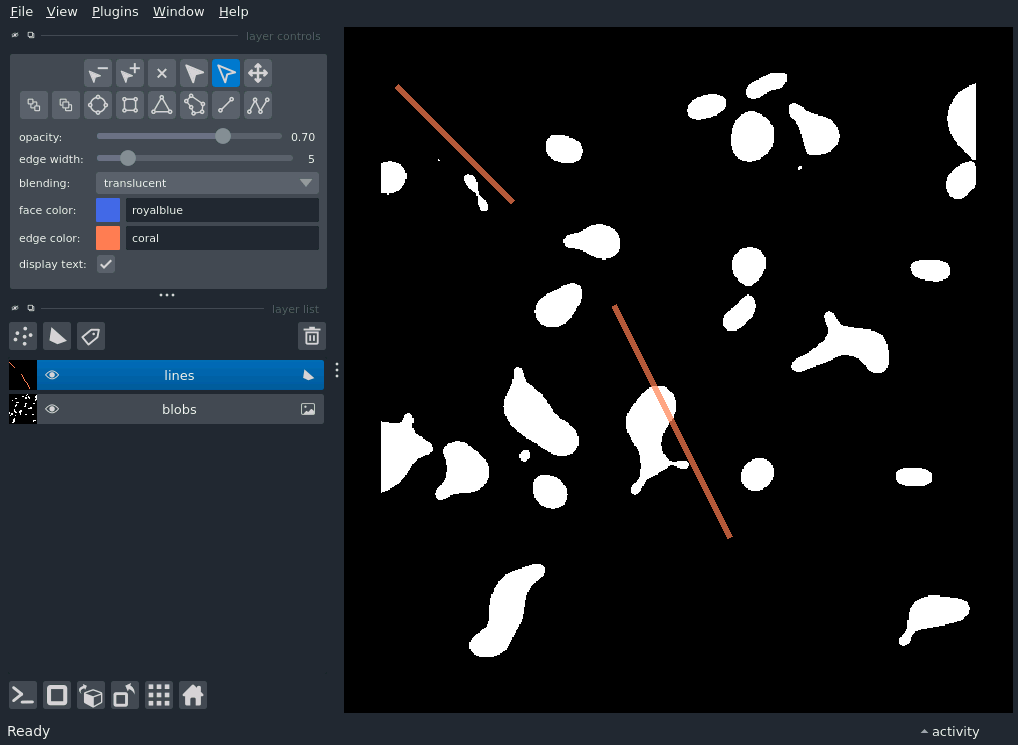 File View Plugins Window Help
layer controls
opacity: 0.70
edge width: 5
blending: translucent
face color: royalblue
edge color: coral
display text:
layer list
lines
blobs
Ready
activity